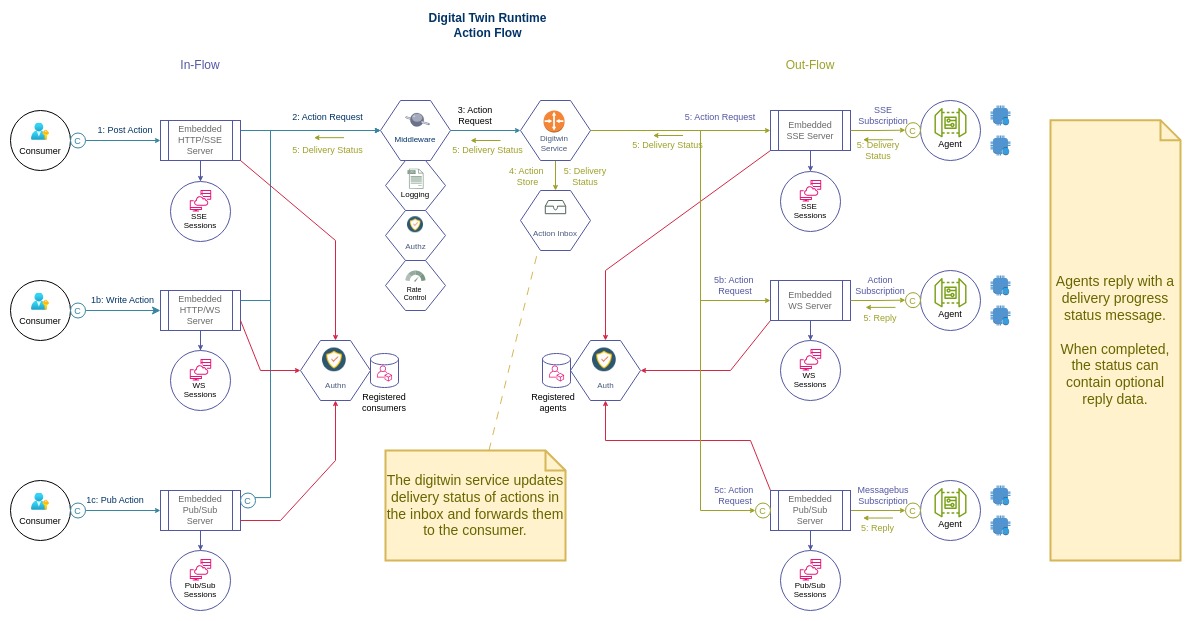 Digital Twin Runtime
Action Flow
In-Flow
Out-Flow
Consumer
C
1: Post Action
Embedded
HTTP/SSE
Server
SSE
Sessions
2: Action Request
5: Delivery Status
Middleware
Logging
Authz
Rate
Control
3: Action
Request
5: Delivery Status
Digitwin
Service
4: Action
Store
5: Delivery
Status
Action Inbox
5: Action Request
5: Delivery Status
Embedded
SSE Server
SSE
Sessions
SSE
Subscription
5: Delivery
Status
C
Agent
Consumer
C
1b: Write Action
Embedded
HTTP/WS
Server
WS
Sessions
5b: Action
Request
Embedded
WS Server
WS
Sessions
Action
Subscription
5: Reply
C
Agent
Authn
Registered
consumers
Registered
agents
Auth
Consumer
C
1c: Pub Action
Embedded
Pub/Sub
Server
C
Pub/Sub
Sessions
5c: Action
Request
C
Embedded
Pub/Sub
Server
Pub/Sub
Sessions
Messagebus
Subscription
5: Reply
C
Agent
The digitwin service updates
delivery status of actions in
the inbox and forwards them
to the consumer.
Agents reply with a
delivery progress
status message.
When completed,
the status can
contain optional
reply data.